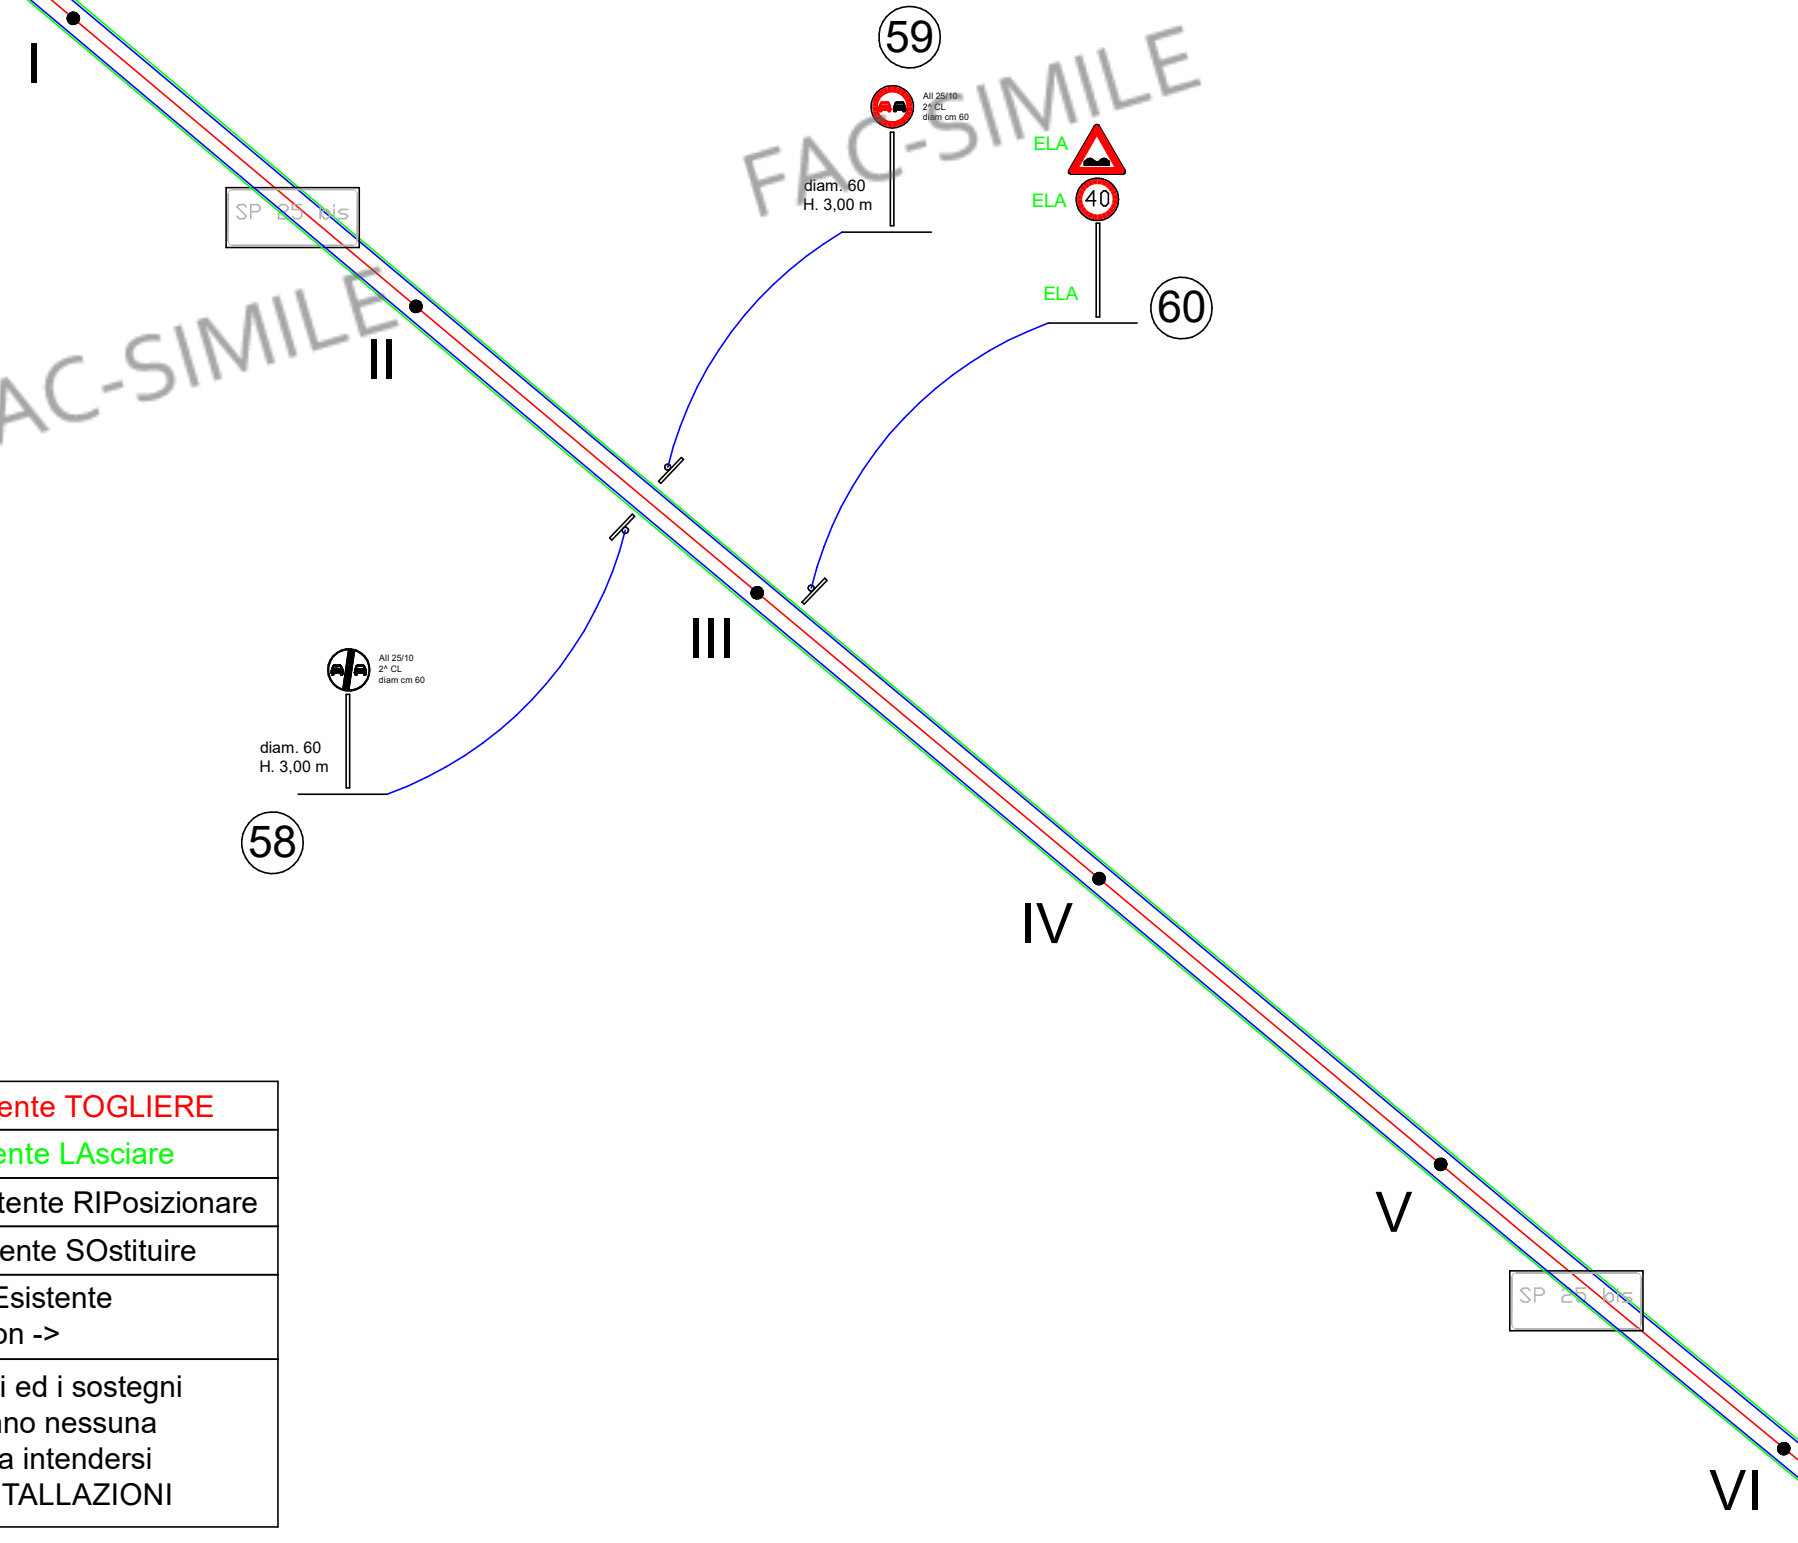 I
59
All 25/10
2^ CL
diam cm 60
FAC-SIMILE
diam. 60
H. 3,00 m
ELA
ELA
40
ELA
60
SP 25 bis
AC-SIMILE
II
III
All 25/10
2^ CL
diam cm 60
diam. 60
H. 3,00 m
58
IV
V
SP 25 bis
VI
ente TOGLIERE
ente LAsciare
tente RIPosizionare
ente SOstituire
Esistente
on ->
i ed i sostegni
nno nessuna
a intendersi
TALLAZIONI